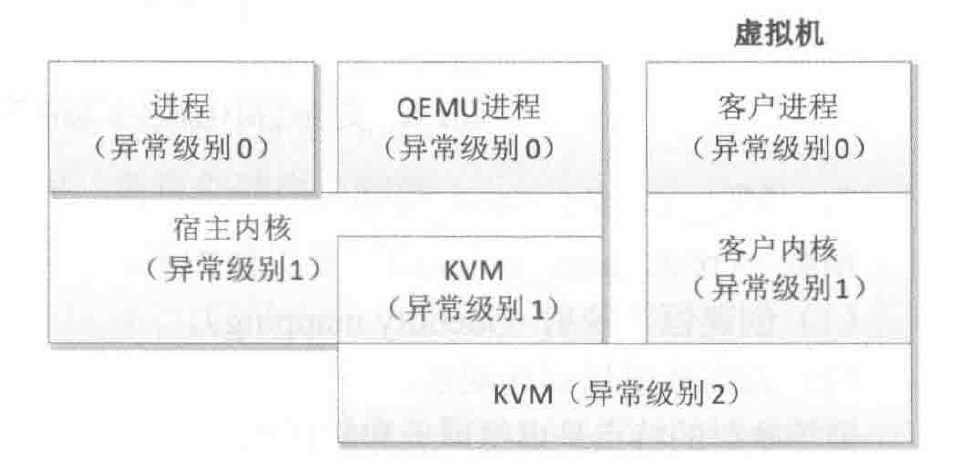 虚拟机
进程
（异常级别0）
QEMU进程
（异常级别0）
客户进程
（异常级别0）
宿主内核
（异常级别1）
KVM
（异常级别1）
客户内核
（异常级别1）
KVM（异常级别2）